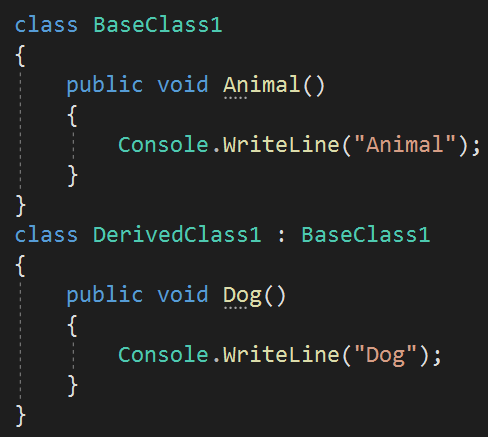 class BaseClass1
{
    public void Animal()
    {
        Console.WriteLine("Animal");
    }
}
class DerivedClass1 : BaseClass1
{
    public void Dog()
    {
        Console.WriteLine("Dog");
    }
}